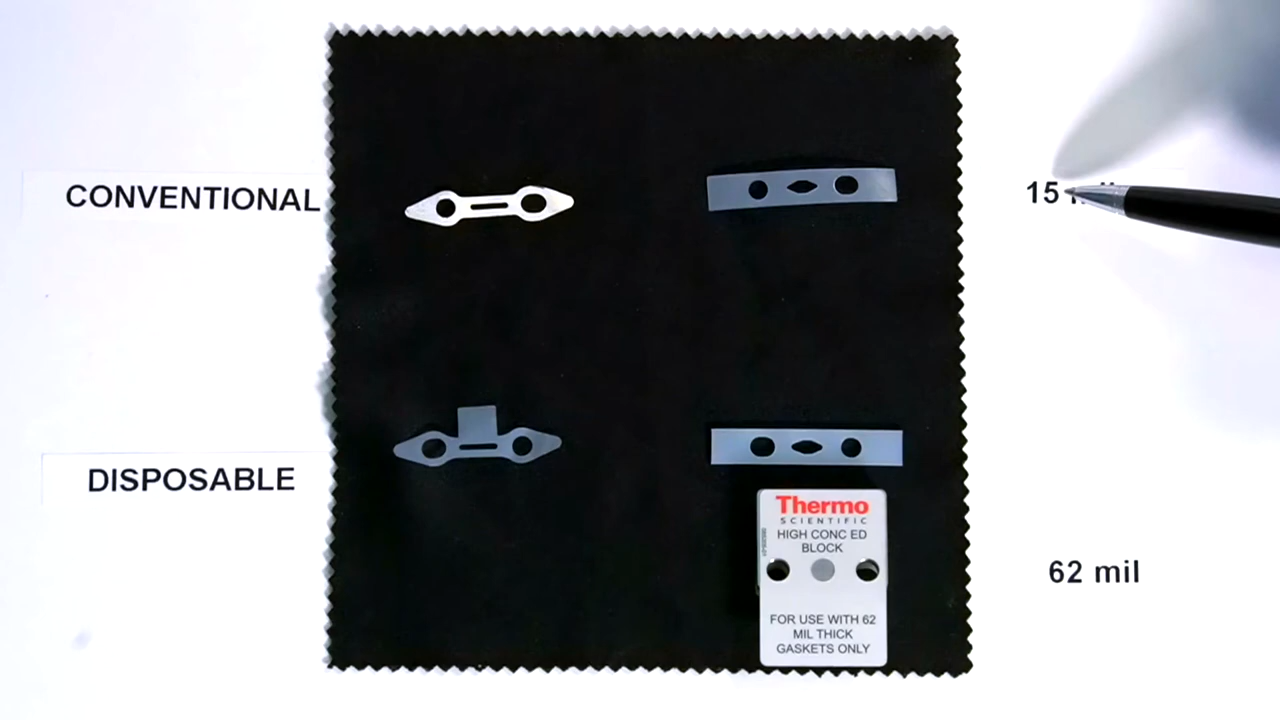 CONVENTIONAL
15
DISPOSABLE
Thermo
SCIENTIFIC
HIGH CONC ED
BLOCK
FOR USE WITH 62
MIL THICK
GASKETS ONLY
62 mil